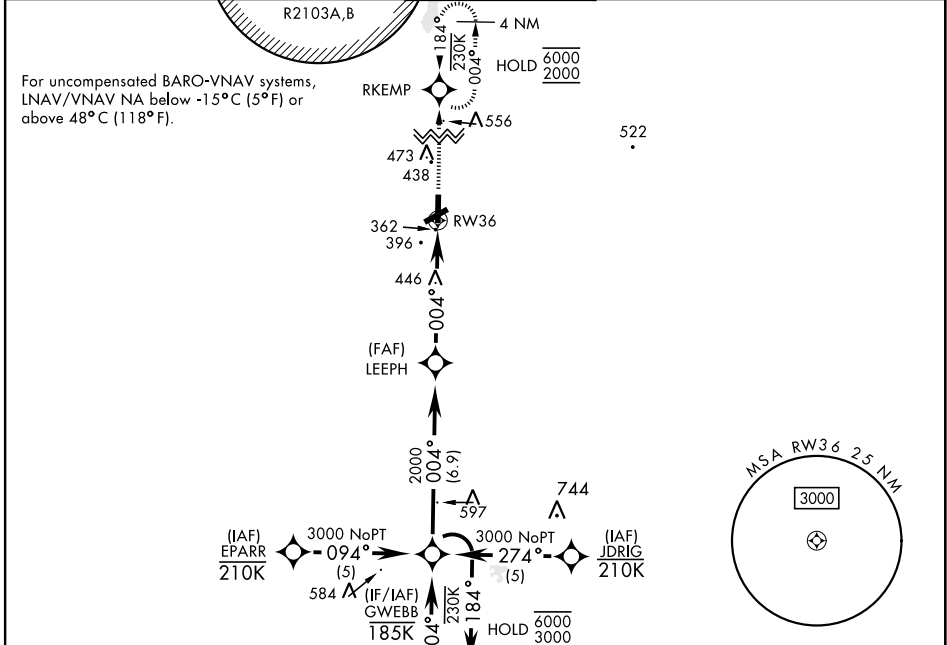 R2103A,B
4 NM
184°
230K
004°
HOLD 6000
2000
For uncompensated BARO-VNAV systems,
LNAV/VNAV NA below -15°C (5°F) or
above 48°C (118°F).
RKEMP
556
522
473
438
RW36
362
396
446
004°
(FAF)
LEEPH
2000
004°
(6.9)
MSA RW36 25 NM
3000
597
744
(IAF)
EPARR
210K
3000 NoPT
094°
(5)
3000 NoPT
274°
(5)
(IAF)
JDRIG
210K
584
(IF/IAF)
GWEBB
185K
230K
184°
HOLD 6000
3000